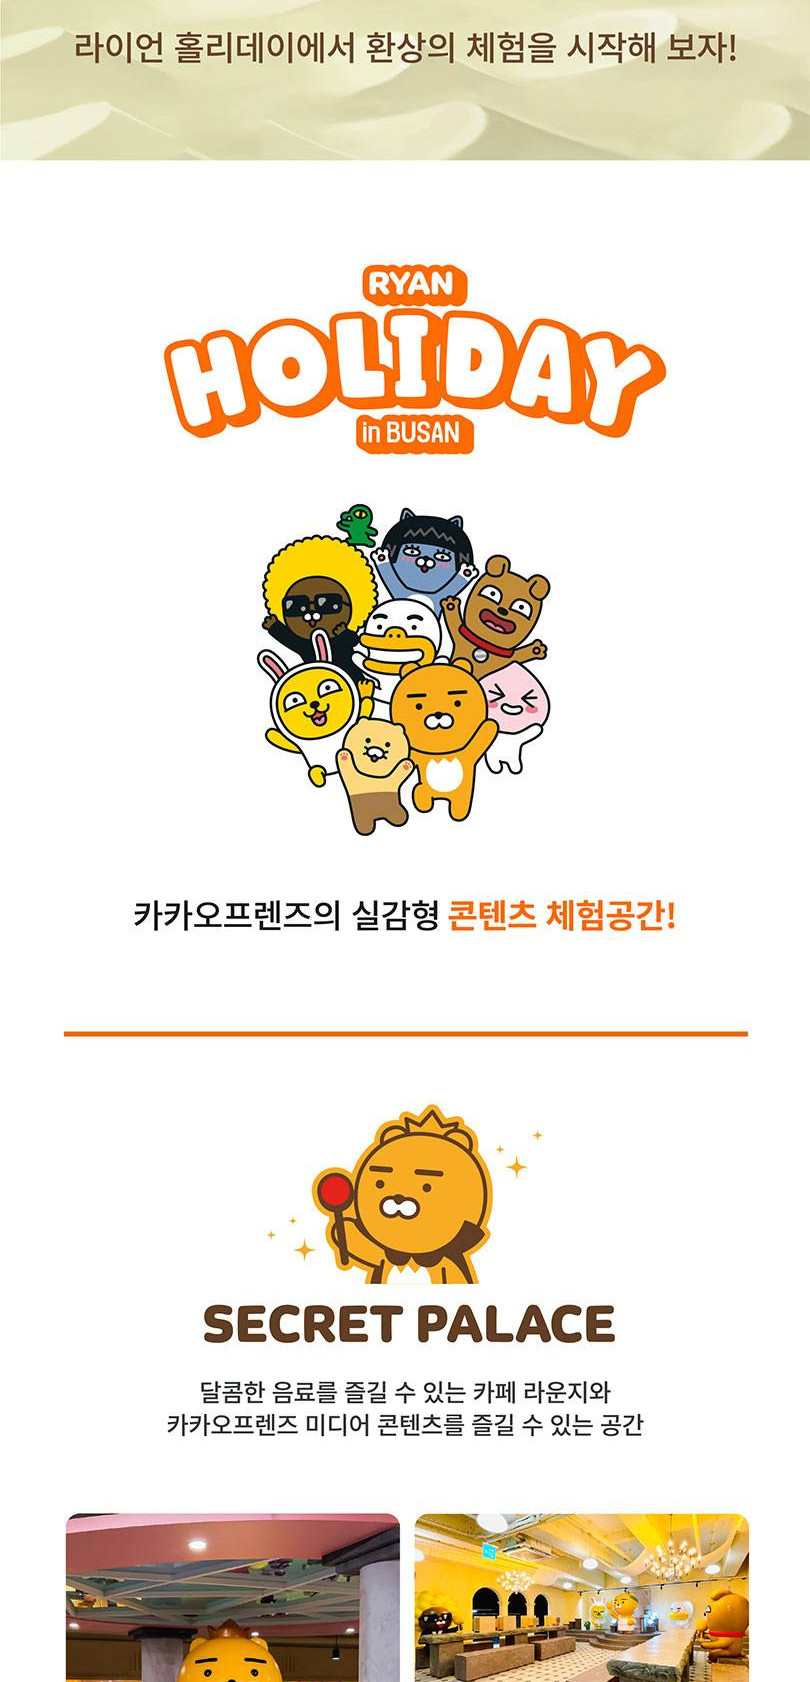 라이언 홀리데이에서 환상의 체험을 시작해 보자!
RYAN
HOLIDAY
in BUSAN
카카오프렌즈의 실감형 콘텐츠 체험공간!
SECRET PALACE
달콤한 음료를 즐길 수 있는 카페 라운지와
카카오프렌즈 미디어 콘텐츠를 즐길 수 있는 공간